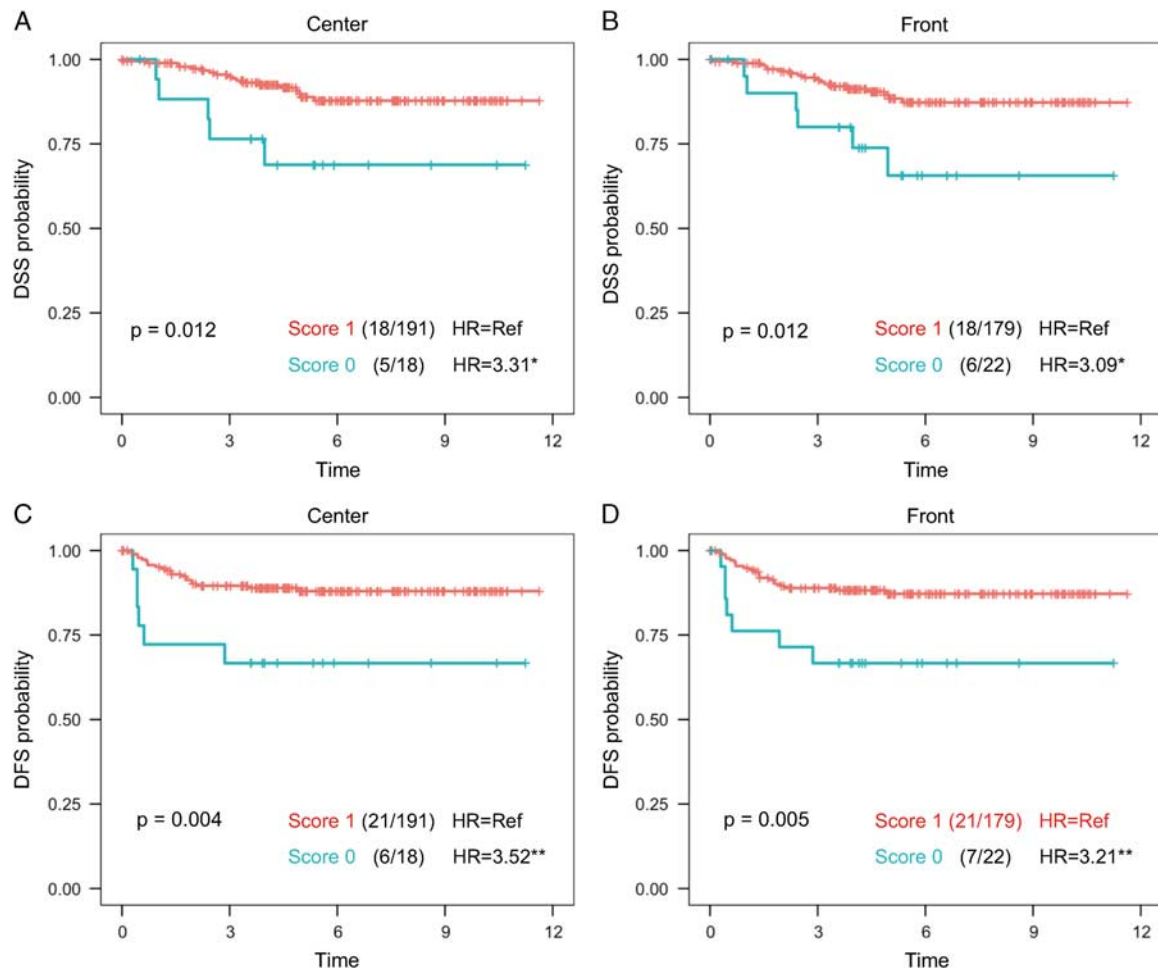 A
Center
DSS probability
1.00
0.75
0.50
0.25
0.00
p = 0.012
Score 1 (18/191) HR=Ref
Score 0 (5/18) HR=3.31*
0 3 6 9 12
Time
B
Front
DSS probability
1.00
0.75
0.50
0.25
0.00
p = 0.012
Score 1 (18/179) HR=Ref
Score 0 (6/22) HR=3.09*
0 3 6 9 12
Time
C
Center
DFS probability
1.00
0.75
0.50
0.25
0.00
p = 0.004
Score 1 (21/191) HR=Ref
Score 0 (6/18) HR=3.52**
0 3 6 9 12
Time
D
Front
DFS probability
1.00
0.75
0.50
0.25
0.00
p = 0.005
Score 1 (21/179) HR=Ref
Score 0 (7/22) HR=3.21**
0 3 6 9 12
Time